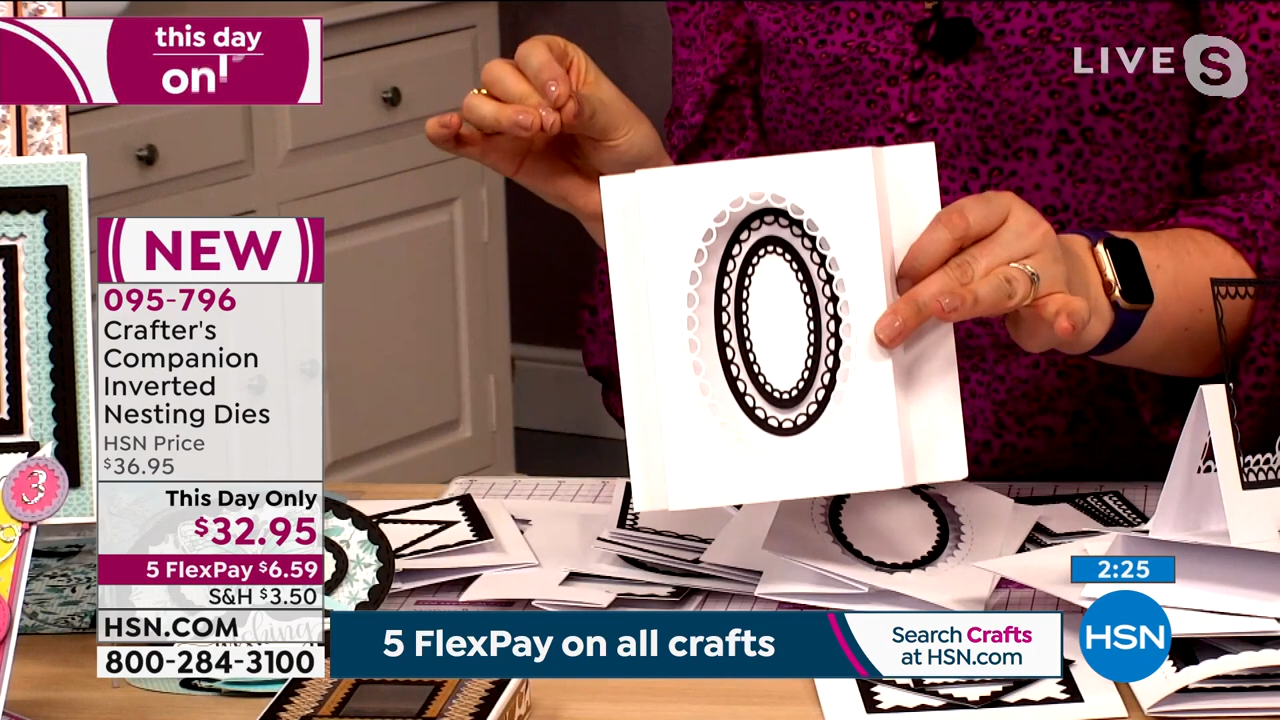 this day
LIVE S
NEW
095-796
Crafter's
Companion
Inverted
Nesting Dies
HSN Price
$36.95
This Day Only
$32.95
5 FlexPay $6.59
S&H $3.50
HSN.COM
800-284-3100
3
2:25
5 FlexPay on all crafts
Search Crafts
at HSN.com
HSN